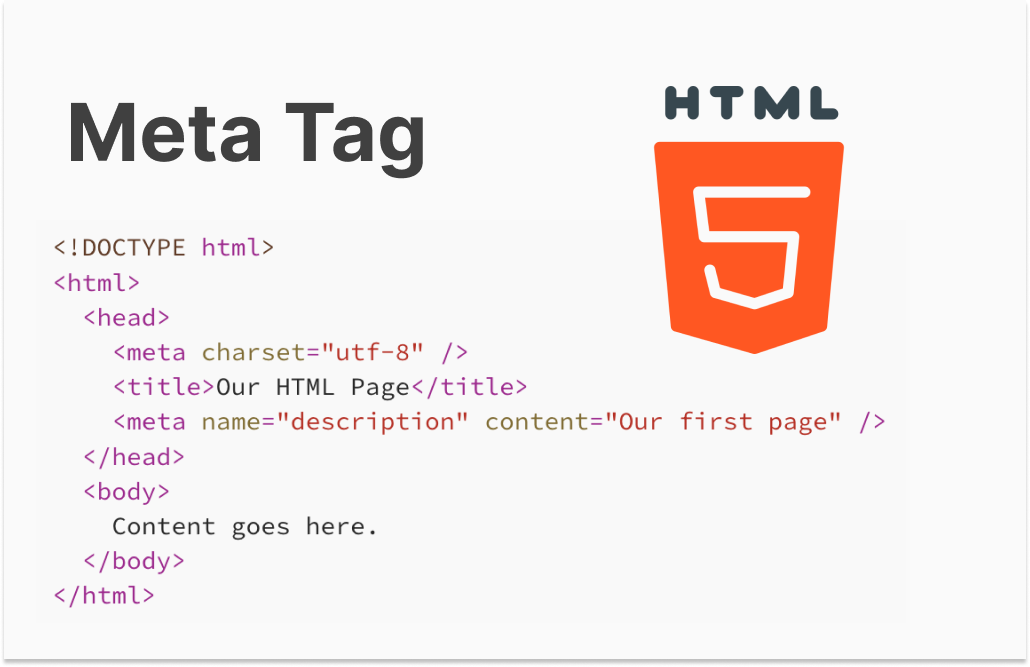 Meta Tag
HTML
5
<!DOCTYPE html>
<html>
  <head>
    <meta charset="utf-8" />
    <title>Our HTML Page</title>
    <meta name="description" content="Our first page" />
  </head>
  <body>
    Content goes here.
  </body>
</html>